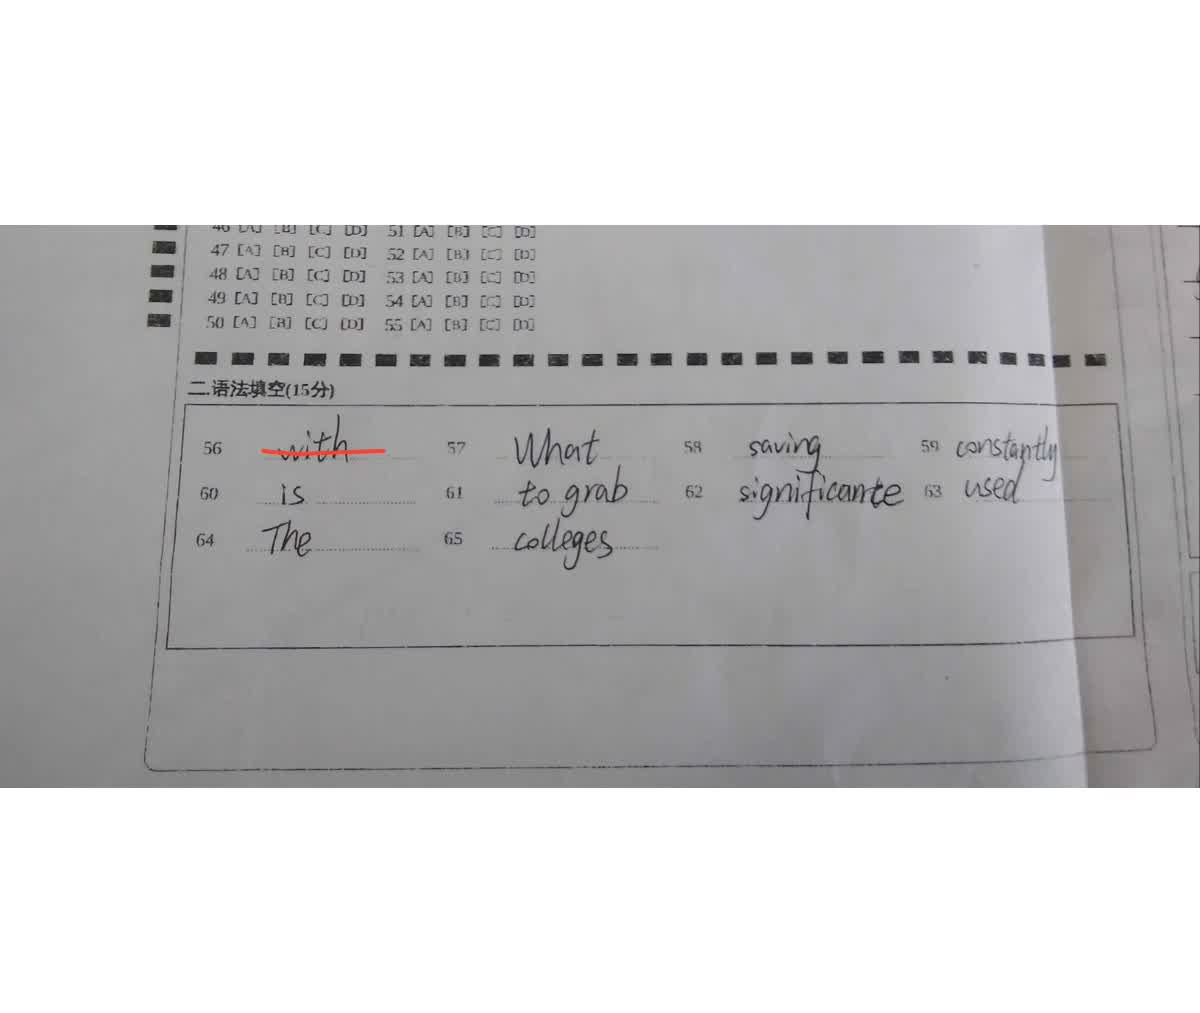 46 [A] [B] [C] [D] 51 [A] [B] [C] [D]
47 [A] [B] [C] [D] 52 [A] [B] [C] [D]
48 [A] [B] [C] [D] 53 [A] [B] [C] [D]
49 [A] [B] [C] [D] 54 [A] [B] [C] [D]
50 [A] [B] [C] [D] 55 [A] [B] [C] [D]
二.语法填空(15分)
56 with 57 What 58 saving 59 constantly
60 is 61 to grab 62 significante 63 used
64 The 65 colleges